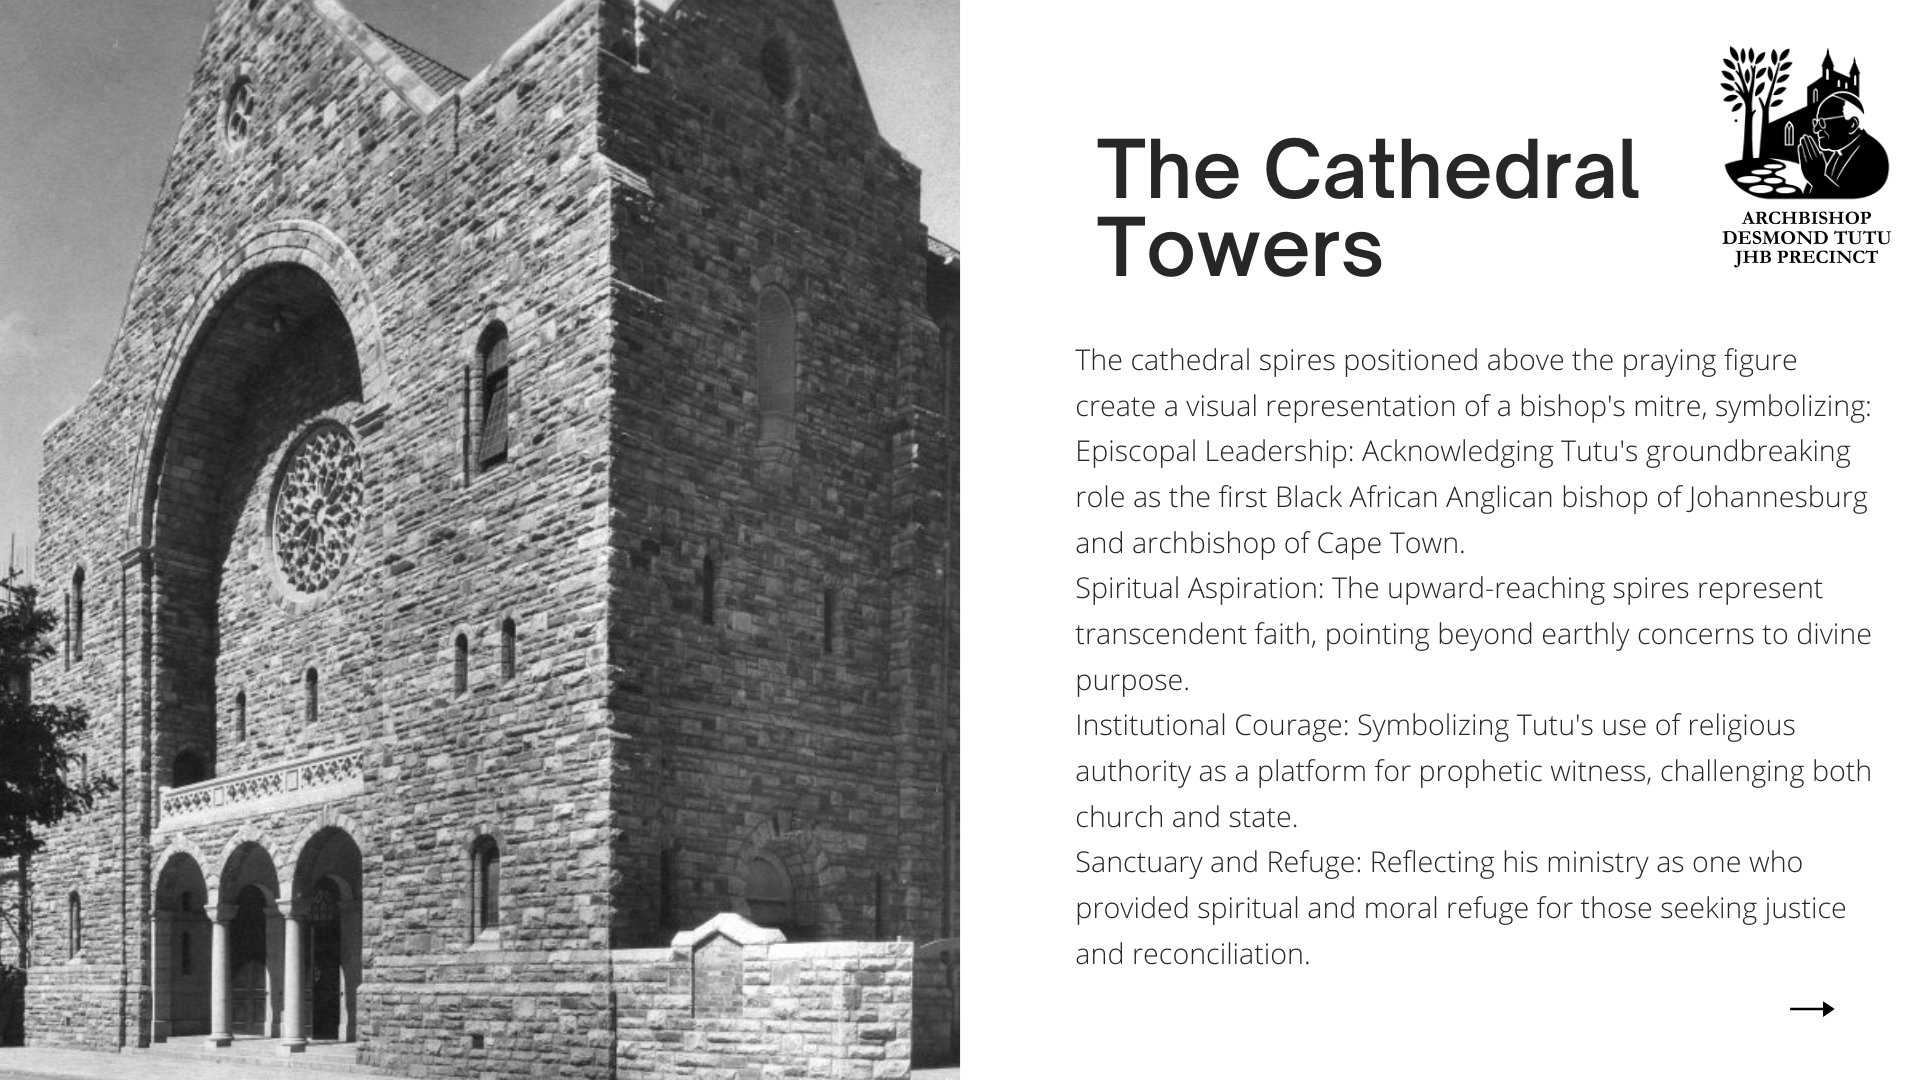 The Cathedral
Towers
ARCHBISHOP
DESMOND TUTU
JHB PRECINCT
The cathedral spires positioned above the praying figure
create a visual representation of a bishop's mitre, symbolizing:
Episcopal Leadership: Acknowledging Tutu's groundbreaking
role as the first Black African Anglican bishop of Johannesburg
and archbishop of Cape Town.
Spiritual Aspiration: The upward-reaching spires represent
transcendent faith, pointing beyond earthly concerns to divine
purpose.
Institutional Courage: Symbolizing Tutu's use of religious
authority as a platform for prophetic witness, challenging both
church and state.
Sanctuary and Refuge: Reflecting his ministry as one who
provided spiritual and moral refuge for those seeking justice
and reconciliation.